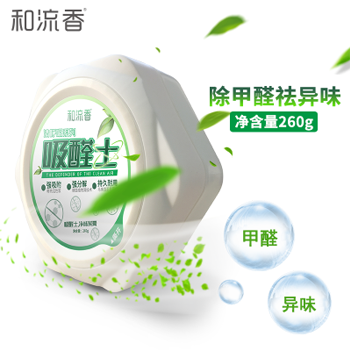 和流香
除甲醛祛异味
净含量260g
和流香
吸醛士
THE DEFENDER OF THE CLEAN AIR
强吸附
强分解
持久耐用
甲醛
异味